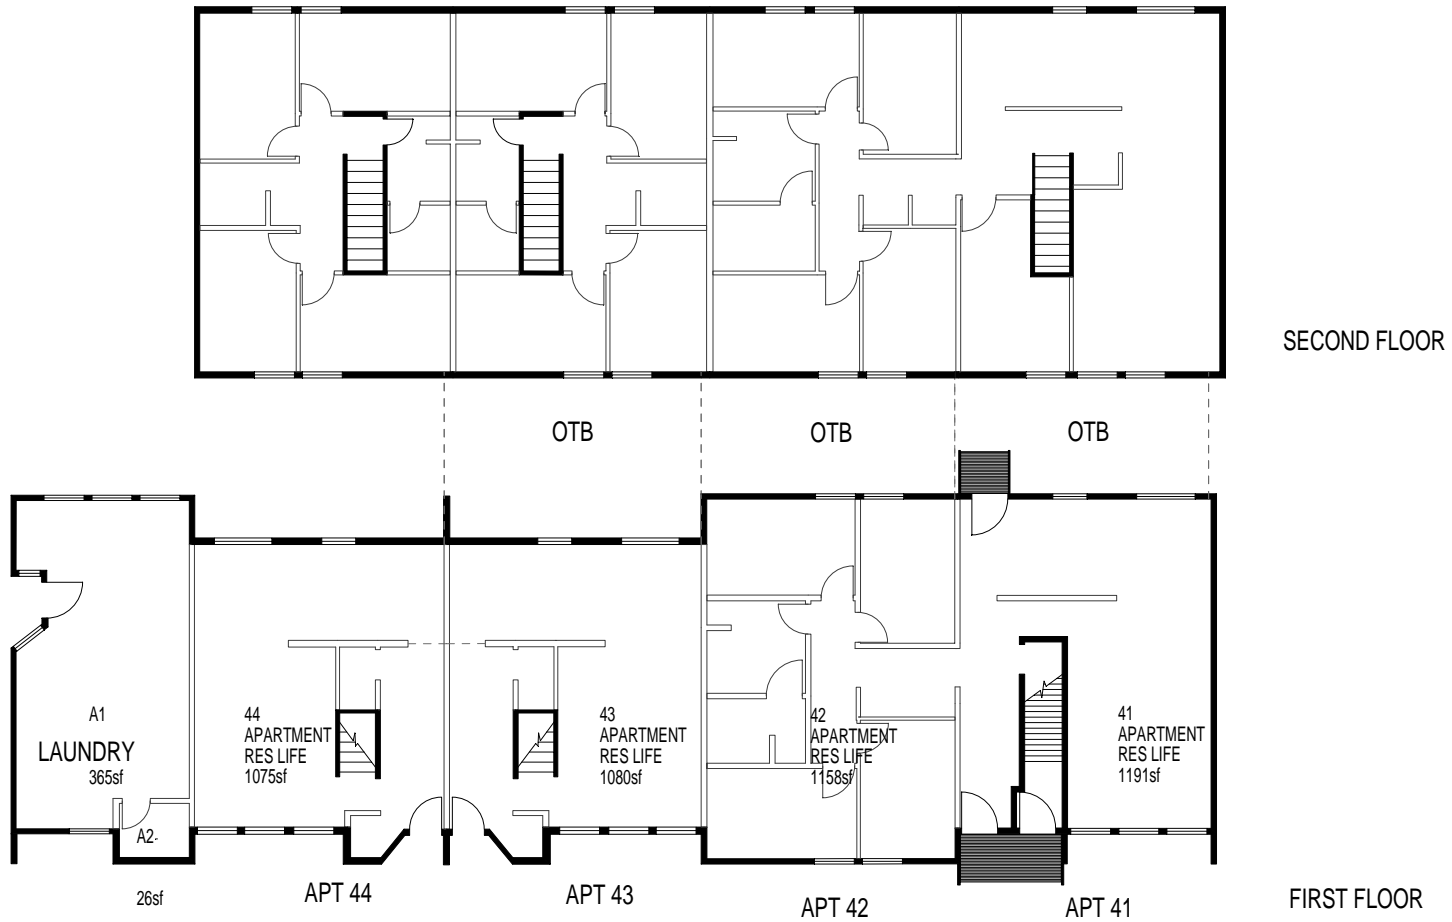 SECOND FLOOR
OTB
OTB
OTB
A1
LAUNDRY
365sf
A2-
26sf
44
APARTMENT
RES LIFE
1075sf
43
APARTMENT
RES LIFE
1080sf
42
APARTMENT
RES LIFE
1158sf
41
APARTMENT
RES LIFE
1191sf
APT 44
APT 43
APT 42
APT 41
FIRST FLOOR